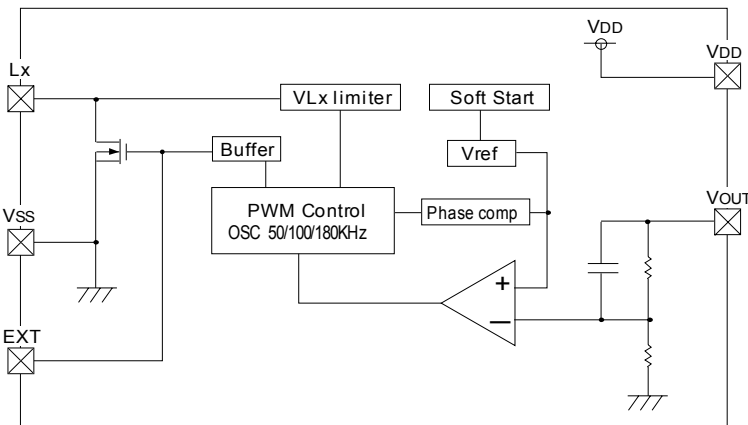 VDD
Lx
VDD
VLx limiter
Soft Start
Buffer
Vref
VSS
PWM Control
OSC 50/100/180KHz
Phase comp
VOUT
+
—
EXT